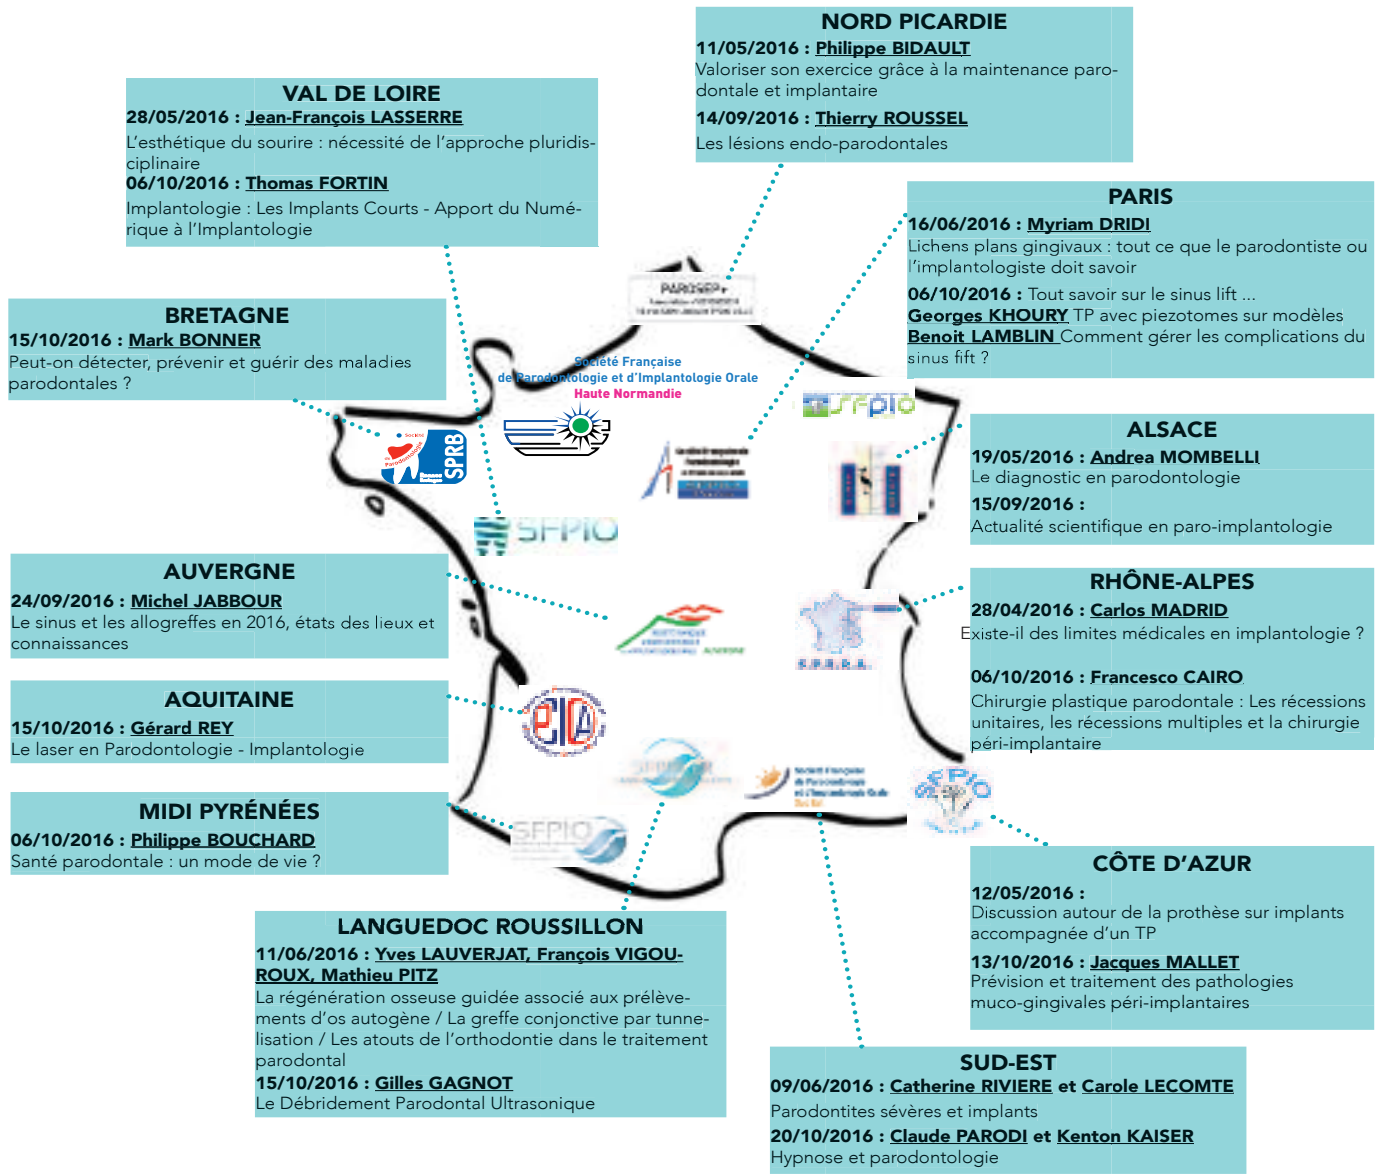 NORD PICARDIE
11/05/2016 : Philippe BIDAULT
Valoriser son exercice grâce à la maintenance paro-
dontale et implantaire
14/09/2016 : Thierry ROUSSEL
Les lésions endo-parodontales
VAL DE LOIRE
28/05/2016 : Jean-François LASSERRE
L'esthétique du sourire : nécessité de l'approche pluridis-
ciplinaire
06/10/2016 : Thomas FORTIN
Implantologie : Les Implants Courts - Apport du Numé-
rique à l'Implantologie
PARIS
16/06/2016 : Myriam DRIDI
Lichens plans gingivaux : tout ce que le parodontiste ou
l'implantologiste doit savoir
06/10/2016 : Tout savoir sur le sinus lift ...
Georges KHOURY TP avec piezotomes sur modèles
Benoit LAMBLIN Comment gérer les complications du
sinus fift ?
BRETAGNE
15/10/2016 : Mark BONNER
Peut-on détecter, prévenir et guérir des maladies
parodontales ?
PAROSEP+
Société Française
de Parodontologie et d'Implantologie Orale
Haute Normandie
sfpio
Société
de Parodontologie
SPRB
SFPIO
ALSACE
19/05/2016 : Andrea MOMBELLI
Le diagnostic en parodontologie
15/09/2016 :
Actualité scientifique en paro-implantologie
AUVERGNE
24/09/2016 : Michel JABBOUR
Le sinus et les allogreffes en 2016, états des lieux et
connaissances
AUVERGNE
S.P.R.R.A.
RHÔNE-ALPES
28/04/2016 : Carlos MADRID
Existe-il des limites médicales en implantologie ?
06/10/2016 : Francesco CAIRO
Chirurgie plastique parodontale : Les récessions
unitaires, les récessions multiples et la chirurgie
péri-implantaire
AQUITAINE
15/10/2016 : Gérard REY
Le laser en Parodontologie - Implantologie
Société Française
de Parodontologie
et d'Implantologie Orale
Sud Est
SFPIO
MIDI PYRÉNÉES
06/10/2016 : Philippe BOUCHARD
Santé parodontale : un mode de vie ?
SFPIO
CÔTE D'AZUR
12/05/2016 :
Discussion autour de la prothèse sur implants
accompagnée d'un TP
13/10/2016 : Jacques MALLET
Prévision et traitement des pathologies
muco-gingivales péri-implantaires
LANGUEDOC ROUSSILLON
11/06/2016 : Yves LAUVERJAT, François VIGOU-
ROUX, Mathieu PITZ
La régénération osseuse guidée associé aux prélève-
ments d'os autogène / La greffe conjonctive par tunne-
lisation / Les atouts de l'orthodontie dans le traitement
parodontal
15/10/2016 : Gilles GAGNOT
Le Débridement Parodontal Ultrasonique
SUD-EST
09/06/2016 : Catherine RIVIERE et Carole LECOMTE
Parodontites sévères et implants
20/10/2016 : Claude PARODI et Kenton KAISER
Hypnose et parodontologie